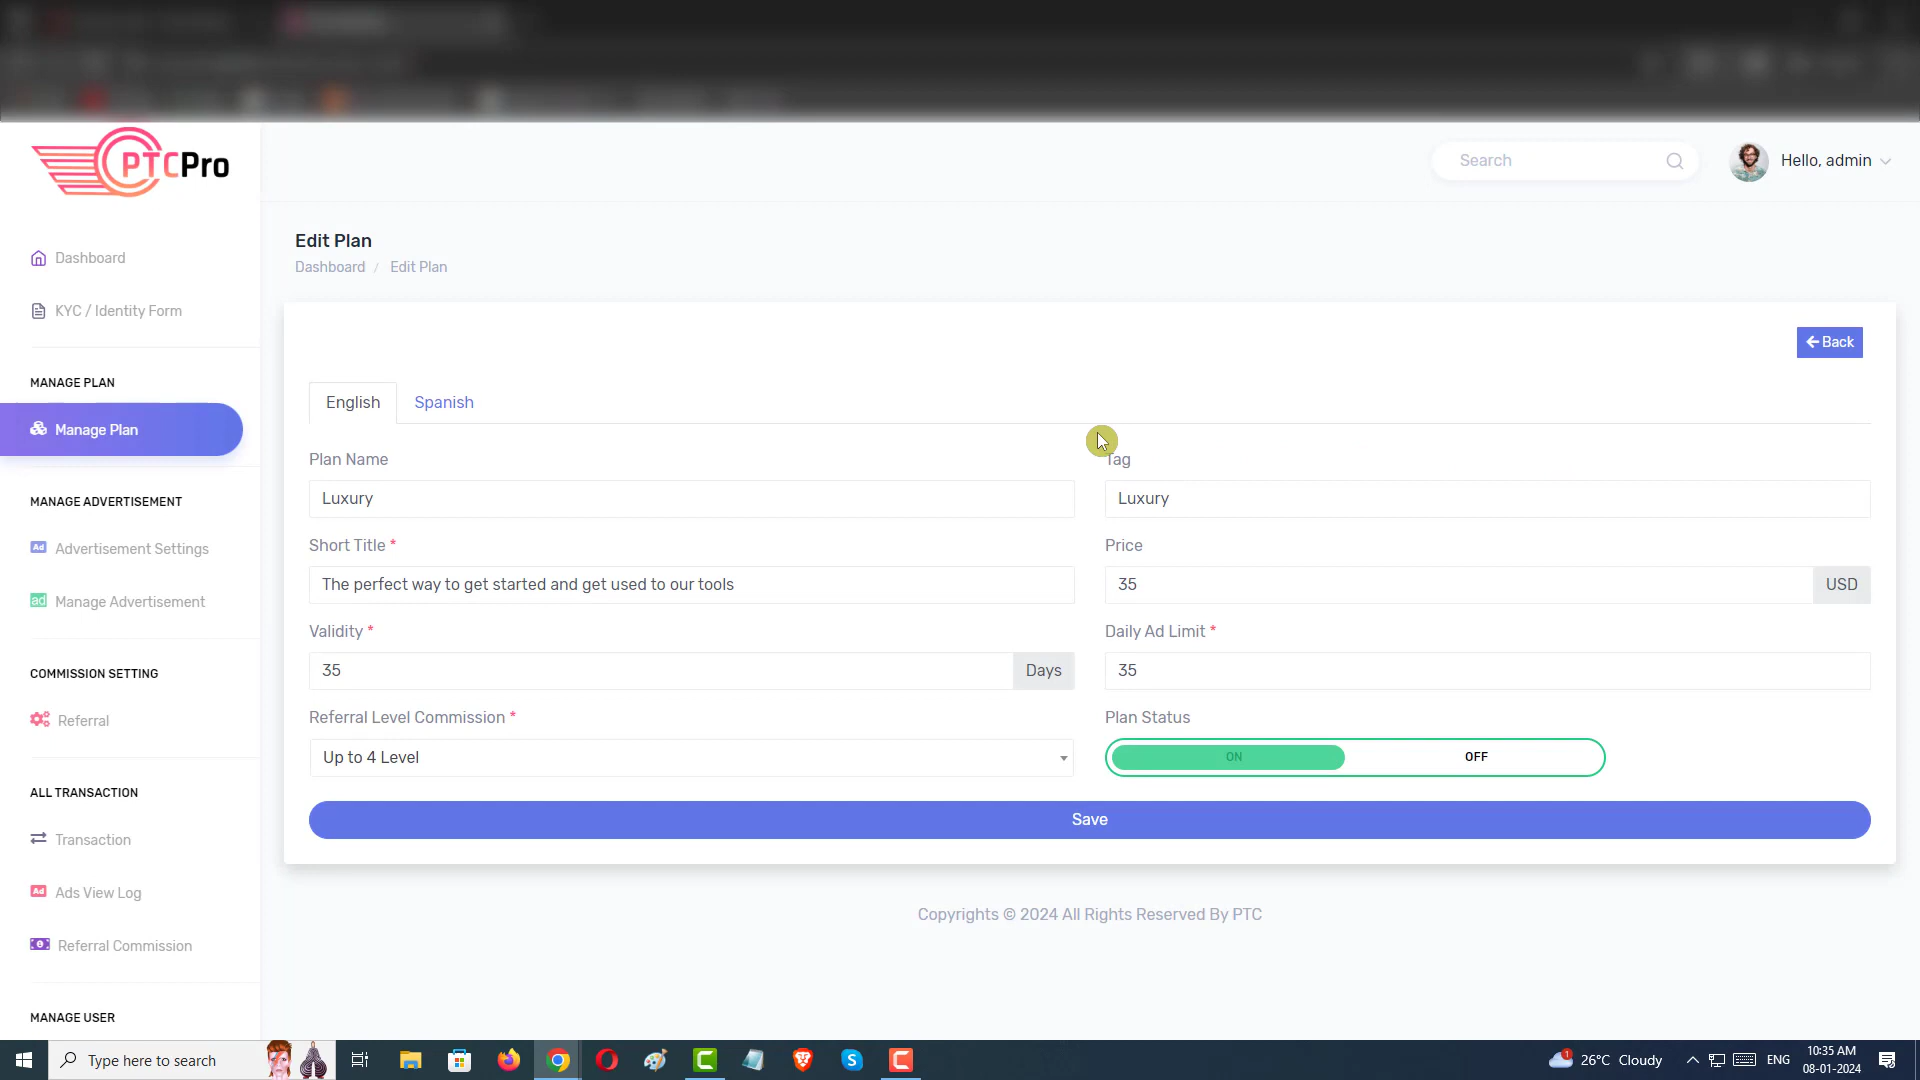 PTCPro
Search
Hello, admin
Dashboard
KYC / Identity Form
MANAGE PLAN
Manage Plan
MANAGE ADVERTISEMENT
Ad Advertisement Settings
ad Manage Advertisement
COMMISSION SETTING
Referral
ALL TRANSACTION
Transaction
Ad Ads View Log
Referral Commission
MANAGE USER
Edit Plan
Dashboard / Edit Plan
Back
English Spanish
Plan Name
Luxury
Tag
Luxury
Short Title *
The perfect way to get started and get used to our tools
Price
35 USD
Validity *
35 Days
Daily Ad Limit *
35
Referral Level Commission *
Up to 4 Level
Plan Status
ON OFF
Save
Copyrights © 2024 All Rights Reserved By PTC
Type here to search
1 26°C Cloudy
ENG
10:35 AM
08-01-2024